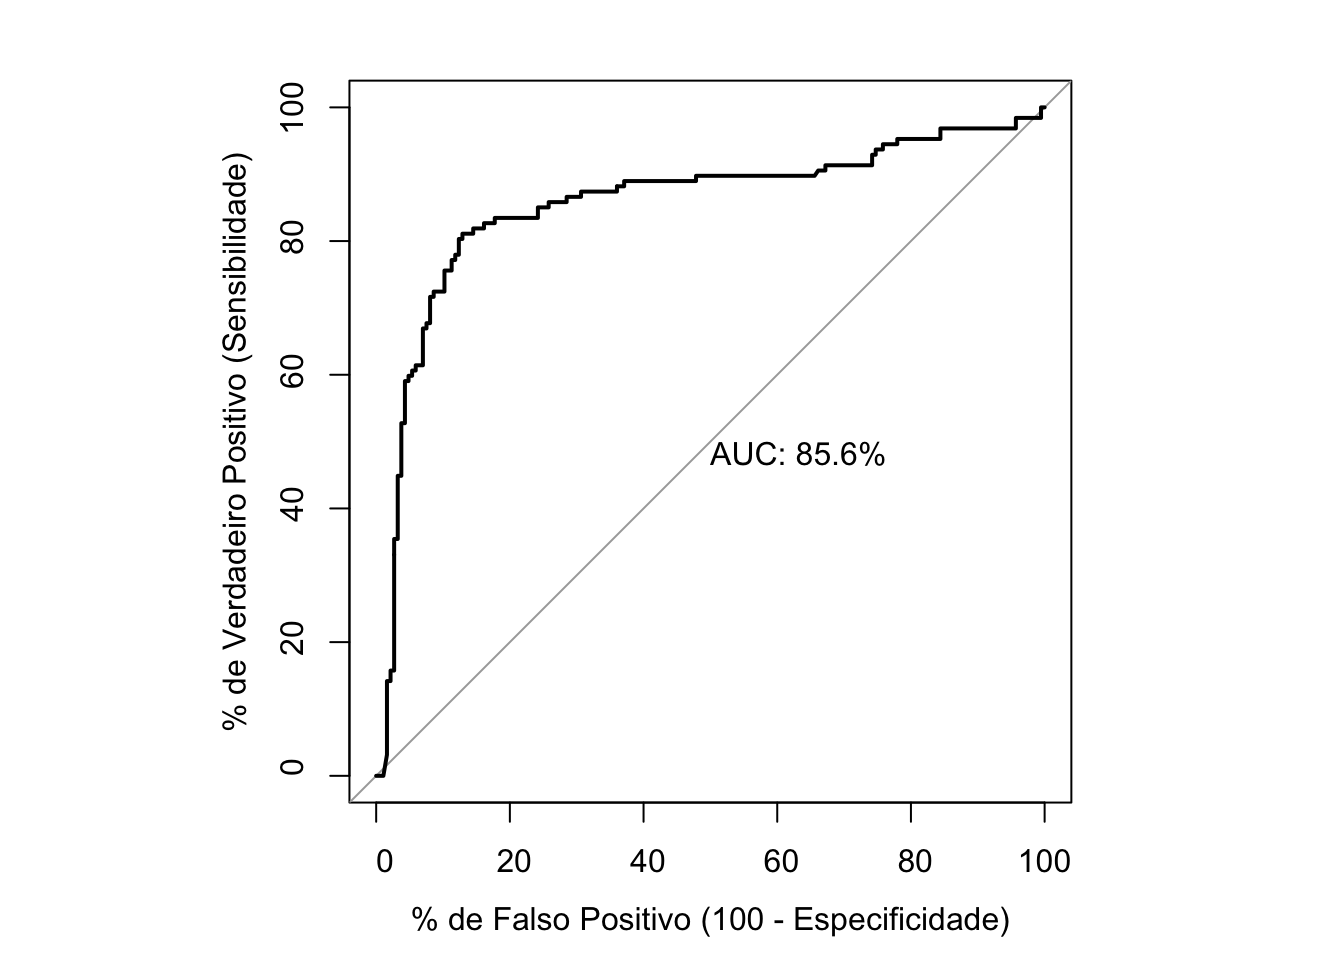 % de Verdadeiro Positivo (Sensibilidade)
100
80
60
40
20
0
AUC: 85.6%
0 20 40 60 80 100
% de Falso Positivo (100 - Especificidade)